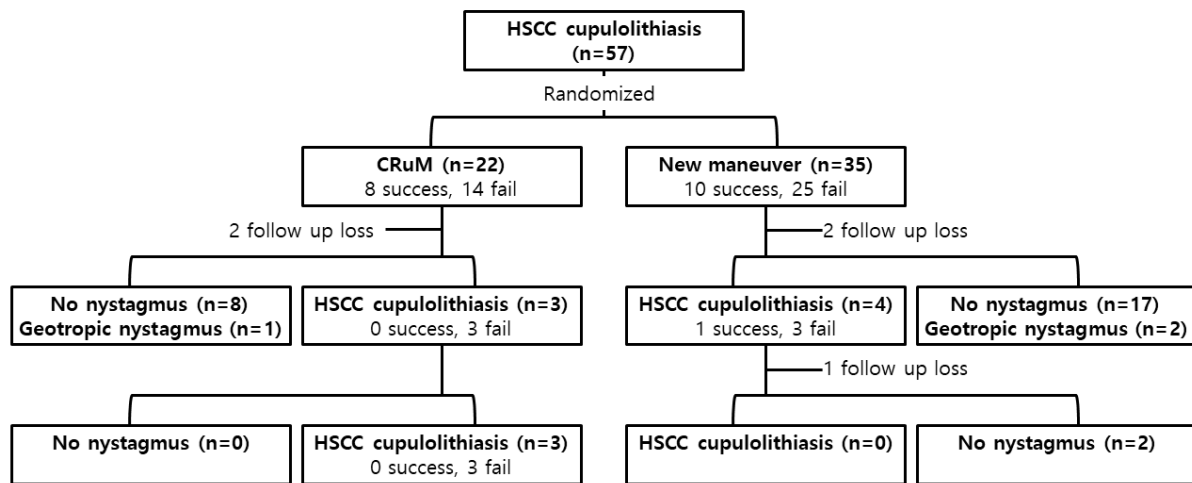 HSCC cupulolithiasis
(n=57)
Randomized
CRuM (n=22)
8 success, 14 fail
New maneuver (n=35)
10 success, 25 fail
2 follow up loss
2 follow up loss
No nystagmus (n=8)
Geotropic nystagmus (n=1)
HSCC cupulolithiasis (n=3)
0 success, 3 fail
HSCC cupulolithiasis (n=4)
1 success, 3 fail
No nystagmus (n=17)
Geotropic nystagmus (n=2)
1 follow up loss
No nystagmus (n=0)
HSCC cupulolithiasis (n=3)
0 success, 3 fail
HSCC cupulolithiasis (n=0)
No nystagmus (n=2)